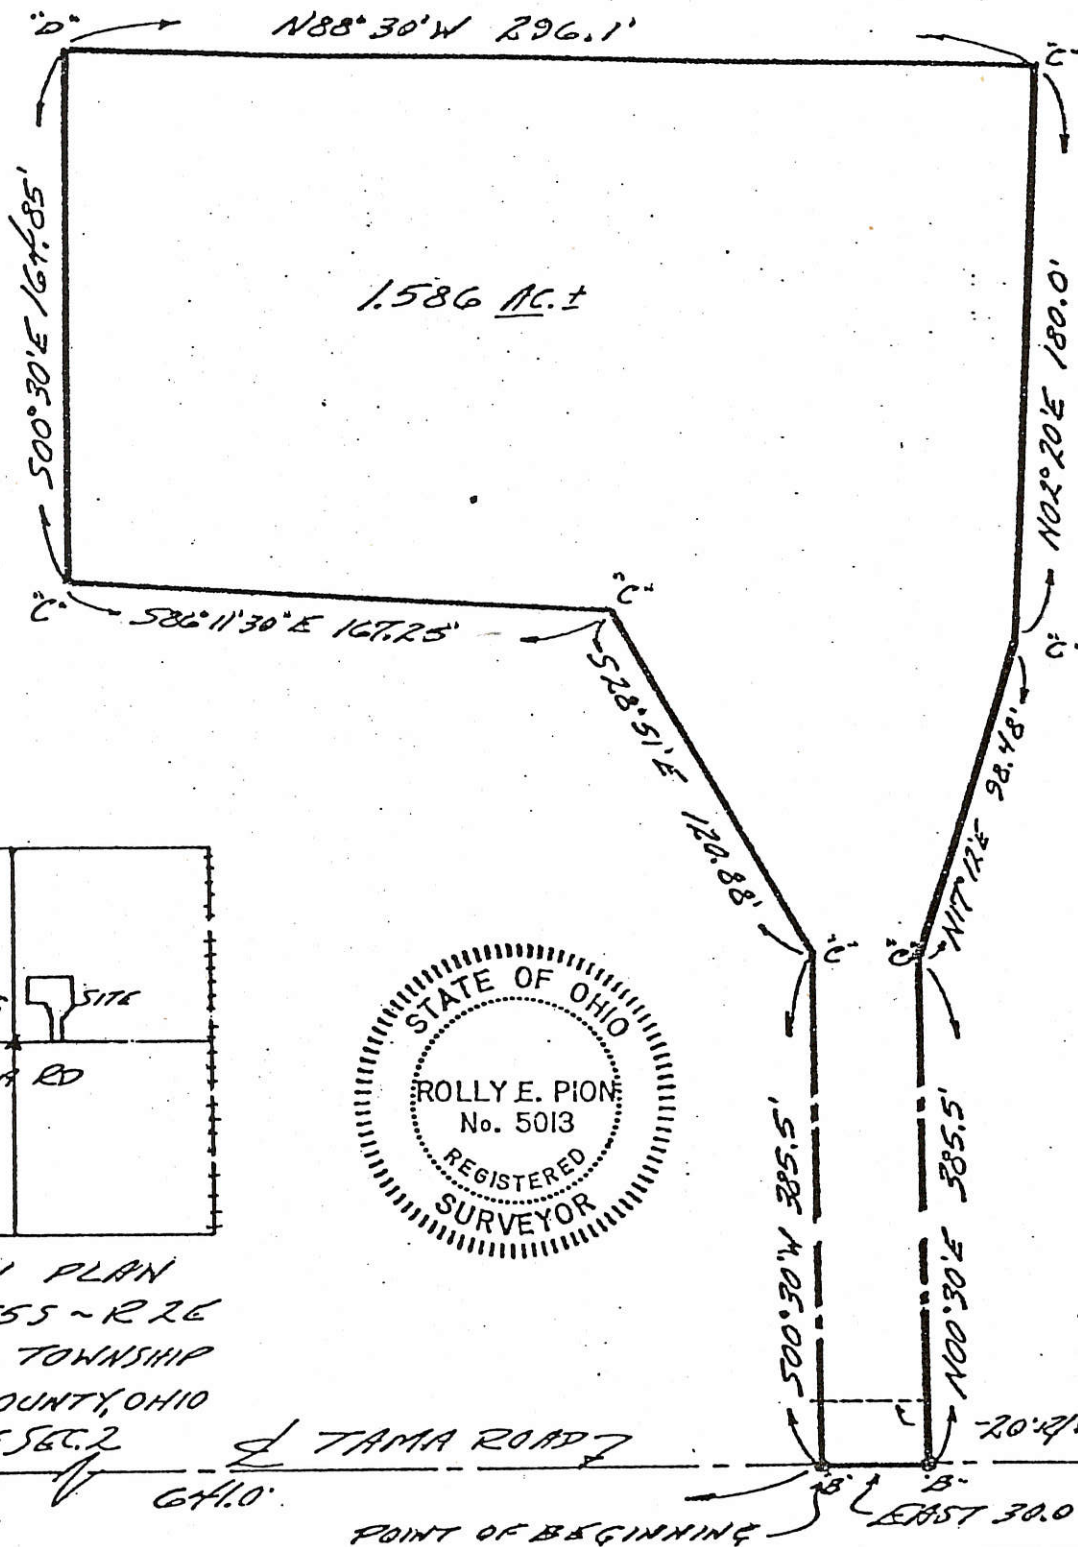 "D"
N88°30'W 296.1'
"C"
S00°30'E 164.85'
1.586 AC.±
N02°20'E 180.0'
"C"
S86°11'30"E 167.25'
"C"
"C"
S28°51'E 120.88'
N17°12'E 98.48'
"C"
"C"
SITE
RD
STATE OF OHIO
ROLLY E. PION
No. 5013
REGISTERED
SURVEYOR
S00°30'W 385.5'
N00°30'E 385.5'
PLAN
~ R2E
TOWNSHIP
COUNTY, OHIO
SEC. 2
℄ TAMA ROAD
20' R/
641.0'
"B"
"B"
POINT OF BEGINNING
EAST 30.0